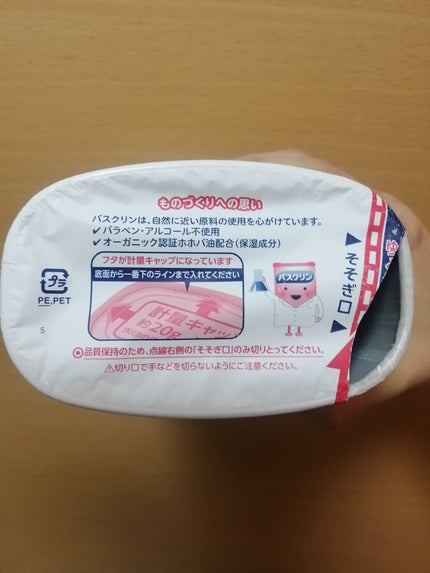 ものづくりへの思い
バスクリンは、自然に近い原料の使用を心がけています。
✔パラベン・アルコール不使用
✔オーガニック認証ホホバ油配合（保湿成分）
フタが計量キャップになっています
底面から一番下のラインまで入れてください
計量キャッ
約20g
バスクリン
プラ
PE,PET
5
◀そそぎ口▶
◎品質保持のため、点線右側の「そそぎ口」のみ切りとってください。
⚠切り口で手などを切らないようにご注意ください。